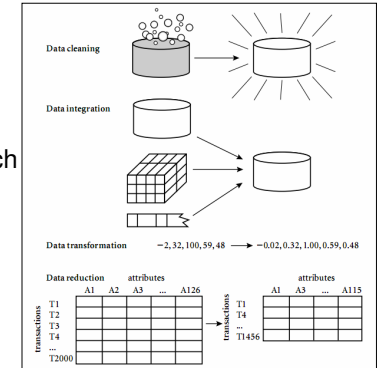 Data cleaning
Data integration
ch
Data transformation −2, 32, 100, 59, 48 −0.02, 0.32, 1.00, 0.59, 0.48
Data reduction attributes attributes
A1 A2 A3 ... A126 A1 A3 ... A115
transactions
T1
T2
T3
T4
...
T2000
transactions
T1
T4
...
T1456